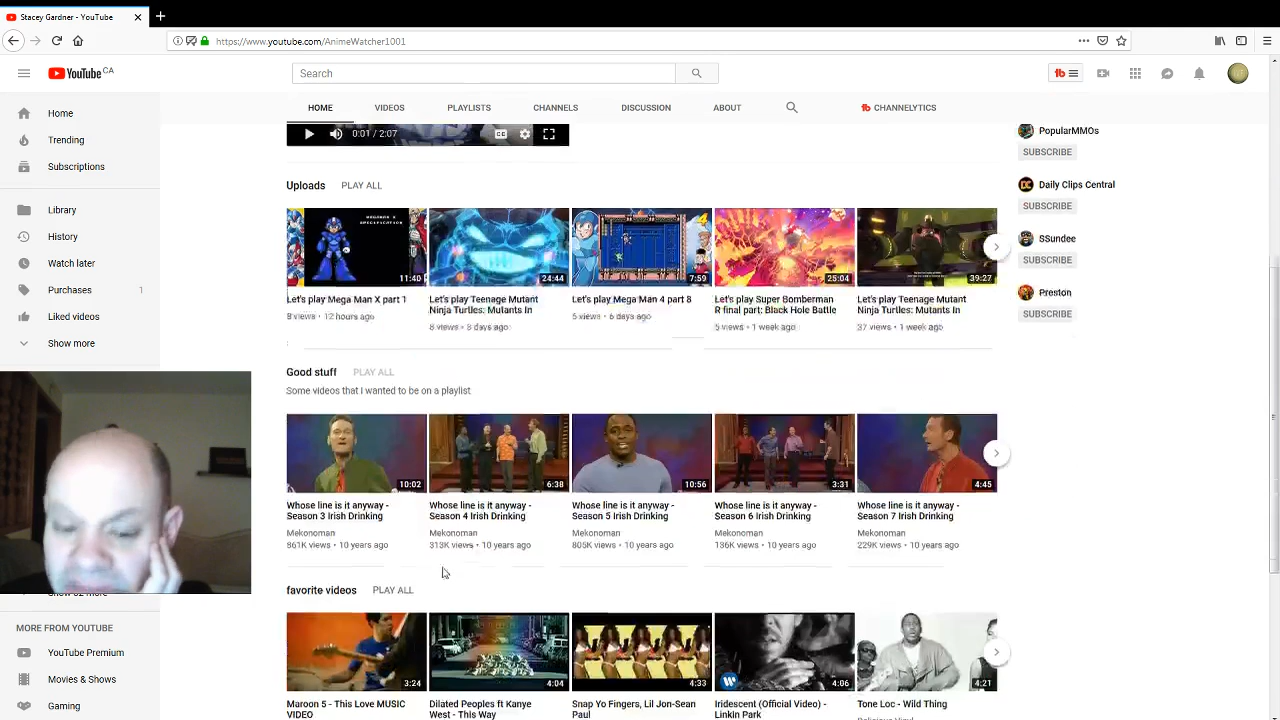 Stacey Gardner - YouTube
https://www.youtube.com/AnimeWatcher1001
YouTube CA
Search
HOME VIDEOS PLAYLISTS CHANNELS DISCUSSION ABOUT CHANNELYTICS
Home
Trending
Subscriptions
Library
History
Watch later
Purchases 1
Liked videos
Show more
MORE FROM YOUTUBE
YouTube Premium
Movies & Shows
Gaming
0:01 / 2:07
Uploads PLAY ALL
11:40 24:44 7:59 25:04 39:27
Let's play Mega Man X part 1
8 views • 12 hours ago
Let's play Teenage Mutant
Ninja Turtles: Mutants In
8 views • 3 days ago
Let's play Mega Man 4 part 8
6 views • 6 days ago
Let's play Super Bomberman
R final part: Black Hole Battle
5 views • 1 week ago
Let's play Teenage Mutant
Ninja Turtles: Mutants In
37 views • 1 week ago
Good stuff PLAY ALL
Some videos that I wanted to be on a playlist
10:02 6:38 10:56 3:31 4:45
Whose line is it anyway -
Season 3 Irish Drinking
Mekonoman
861K views • 10 years ago
Whose line is it anyway -
Season 4 Irish Drinking
Mekonoman
313K views • 10 years ago
Whose line is it anyway -
Season 5 Irish Drinking
Mekonoman
805K views • 10 years ago
Whose line is it anyway -
Season 6 Irish Drinking
Mekonoman
136K views • 10 years ago
Whose line is it anyway -
Season 7 Irish Drinking
Mekonoman
229K views • 10 years ago
favorite videos PLAY ALL
3:24 4:04 4:33 4:06 4:21
Maroon 5 - This Love MUSIC
VIDEO
Dilated Peoples ft Kanye
West - This Way
Snap Yo Fingers, Lil Jon-Sean
Paul
Iridescent (Official Video) -
Linkin Park
Tone Loc - Wild Thing
PopularMMOs
SUBSCRIBE
Daily Clips Central
SUBSCRIBE
SSundee
SUBSCRIBE
Preston
SUBSCRIBE